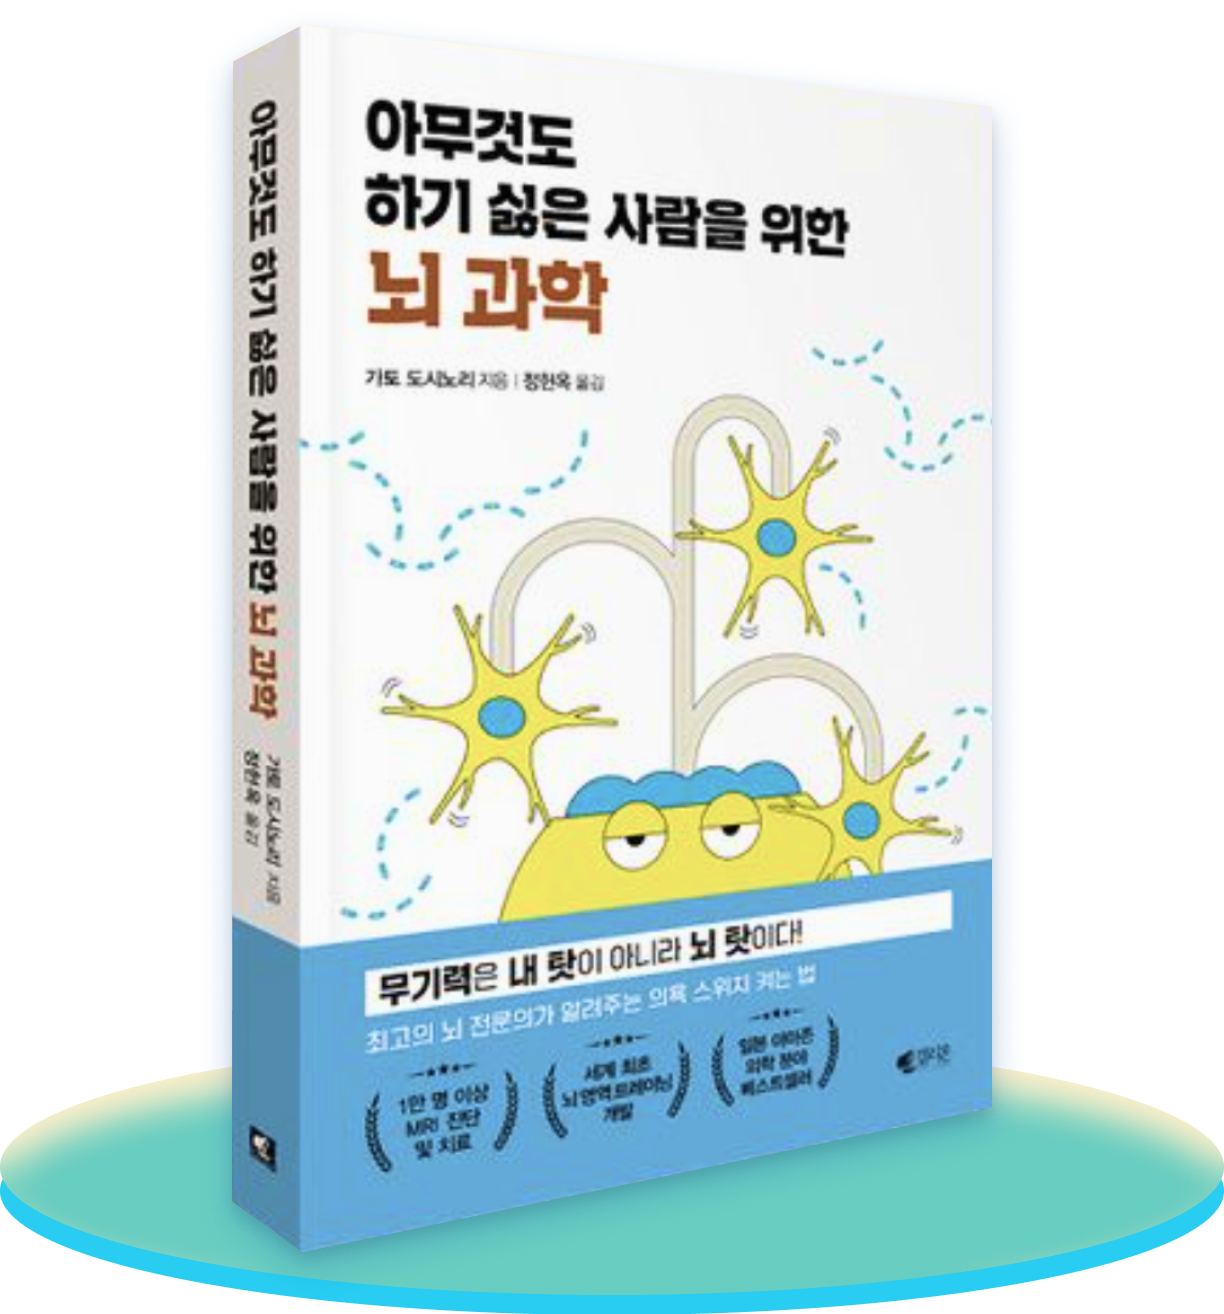 아무것도
하기 싫은 사람을 위한
뇌 과학
가토 도시노리 지음 | 정현옥 옮김
무기력은 내 탓이 아니라 뇌 탓이다!
최고의 뇌 전문의가 알려주는 의욕 스위치 켜는 법
1만 명 이상
MRI 진단
및 치료
세계 최초
뇌 영역 트레이닝
개발
일본 아마존
의학 분야
베스트셀러
갤리온
아무것도 하기 싫은 사람을 위한 뇌 과학
가토 도시노리 지음
정현옥 옮김